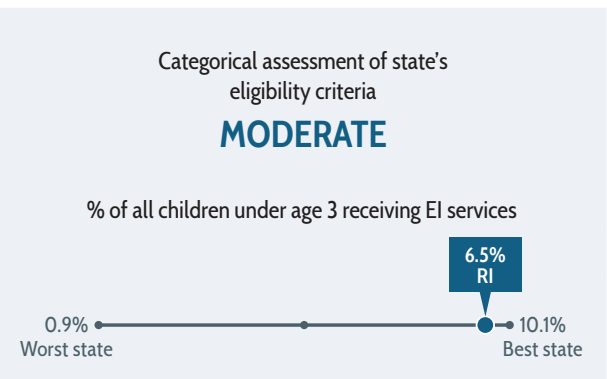 Categorical assessment of state's
eligibility criteria
MODERATE
% of all children under age 3 receiving EI services
6.5%
RI
0.9%
10.1%
Worst state
Best state